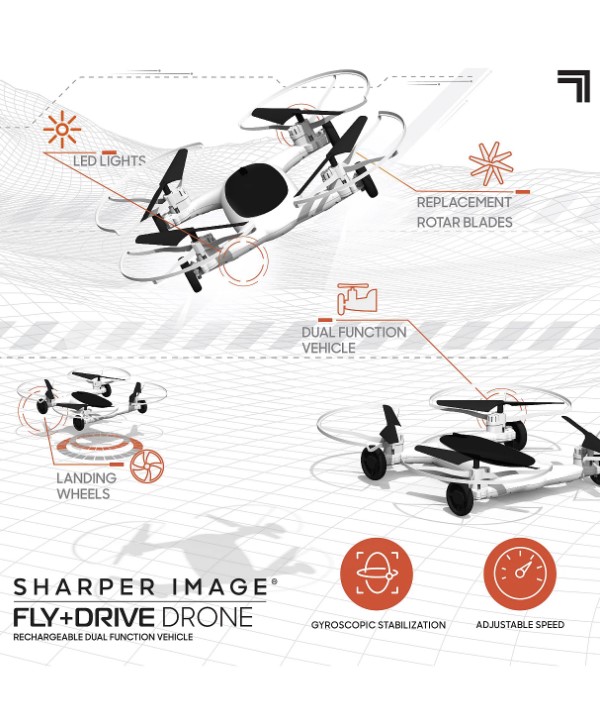 LED LIGHTS
REPLACEMENT
ROTAR BLADES
DUAL FUNCTION
VEHICLE
LANDING
WHEELS
SHARPER IMAGE®
FLY+DRIVE DRONE
RECHARGEABLE DUAL FUNCTION VEHICLE
GYROSCOPIC STABILIZATION
ADJUSTABLE SPEED